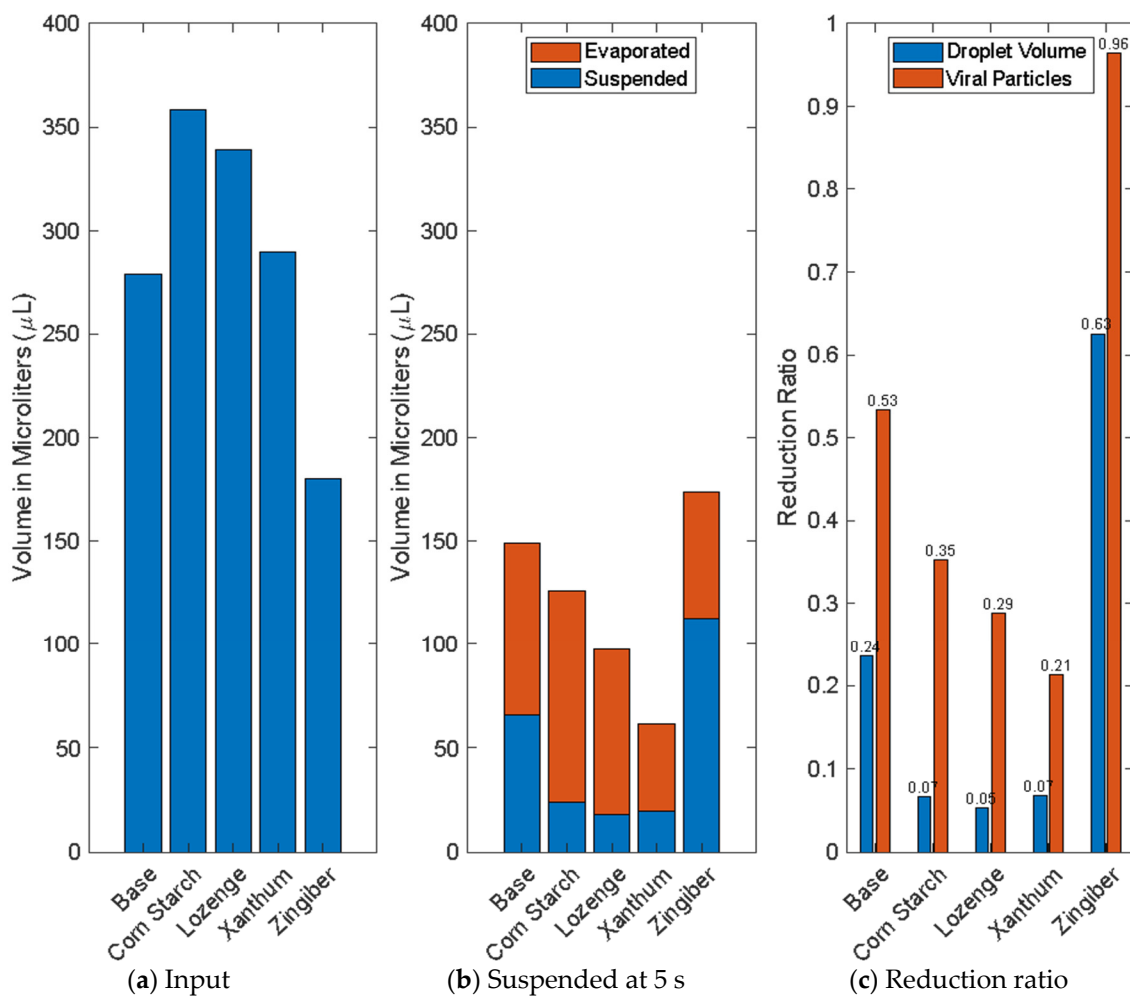 Volume in Microliters (μL)
400
350
300
250
200
150
100
50
0
Base
Corn Starch
Lozenge
Xanthum
Zingiber
(a) Input
Volume in Microliters (μL)
400
350
300
250
200
150
100
50
0
Evaporated
Suspended
Base
Corn Starch
Lozenge
Xanthum
Zingiber
(b) Suspended at 5 s
Reduction Ratio
1
0.9
0.8
0.7
0.6
0.5
0.4
0.3
0.2
0.1
0
Droplet Volume
Viral Particles
0.24
0.53
0.07
0.35
0.05
0.29
0.07
0.21
0.63
0.96
Base
Corn Starch
Lozenge
Xanthum
Zingiber
(c) Reduction ratio